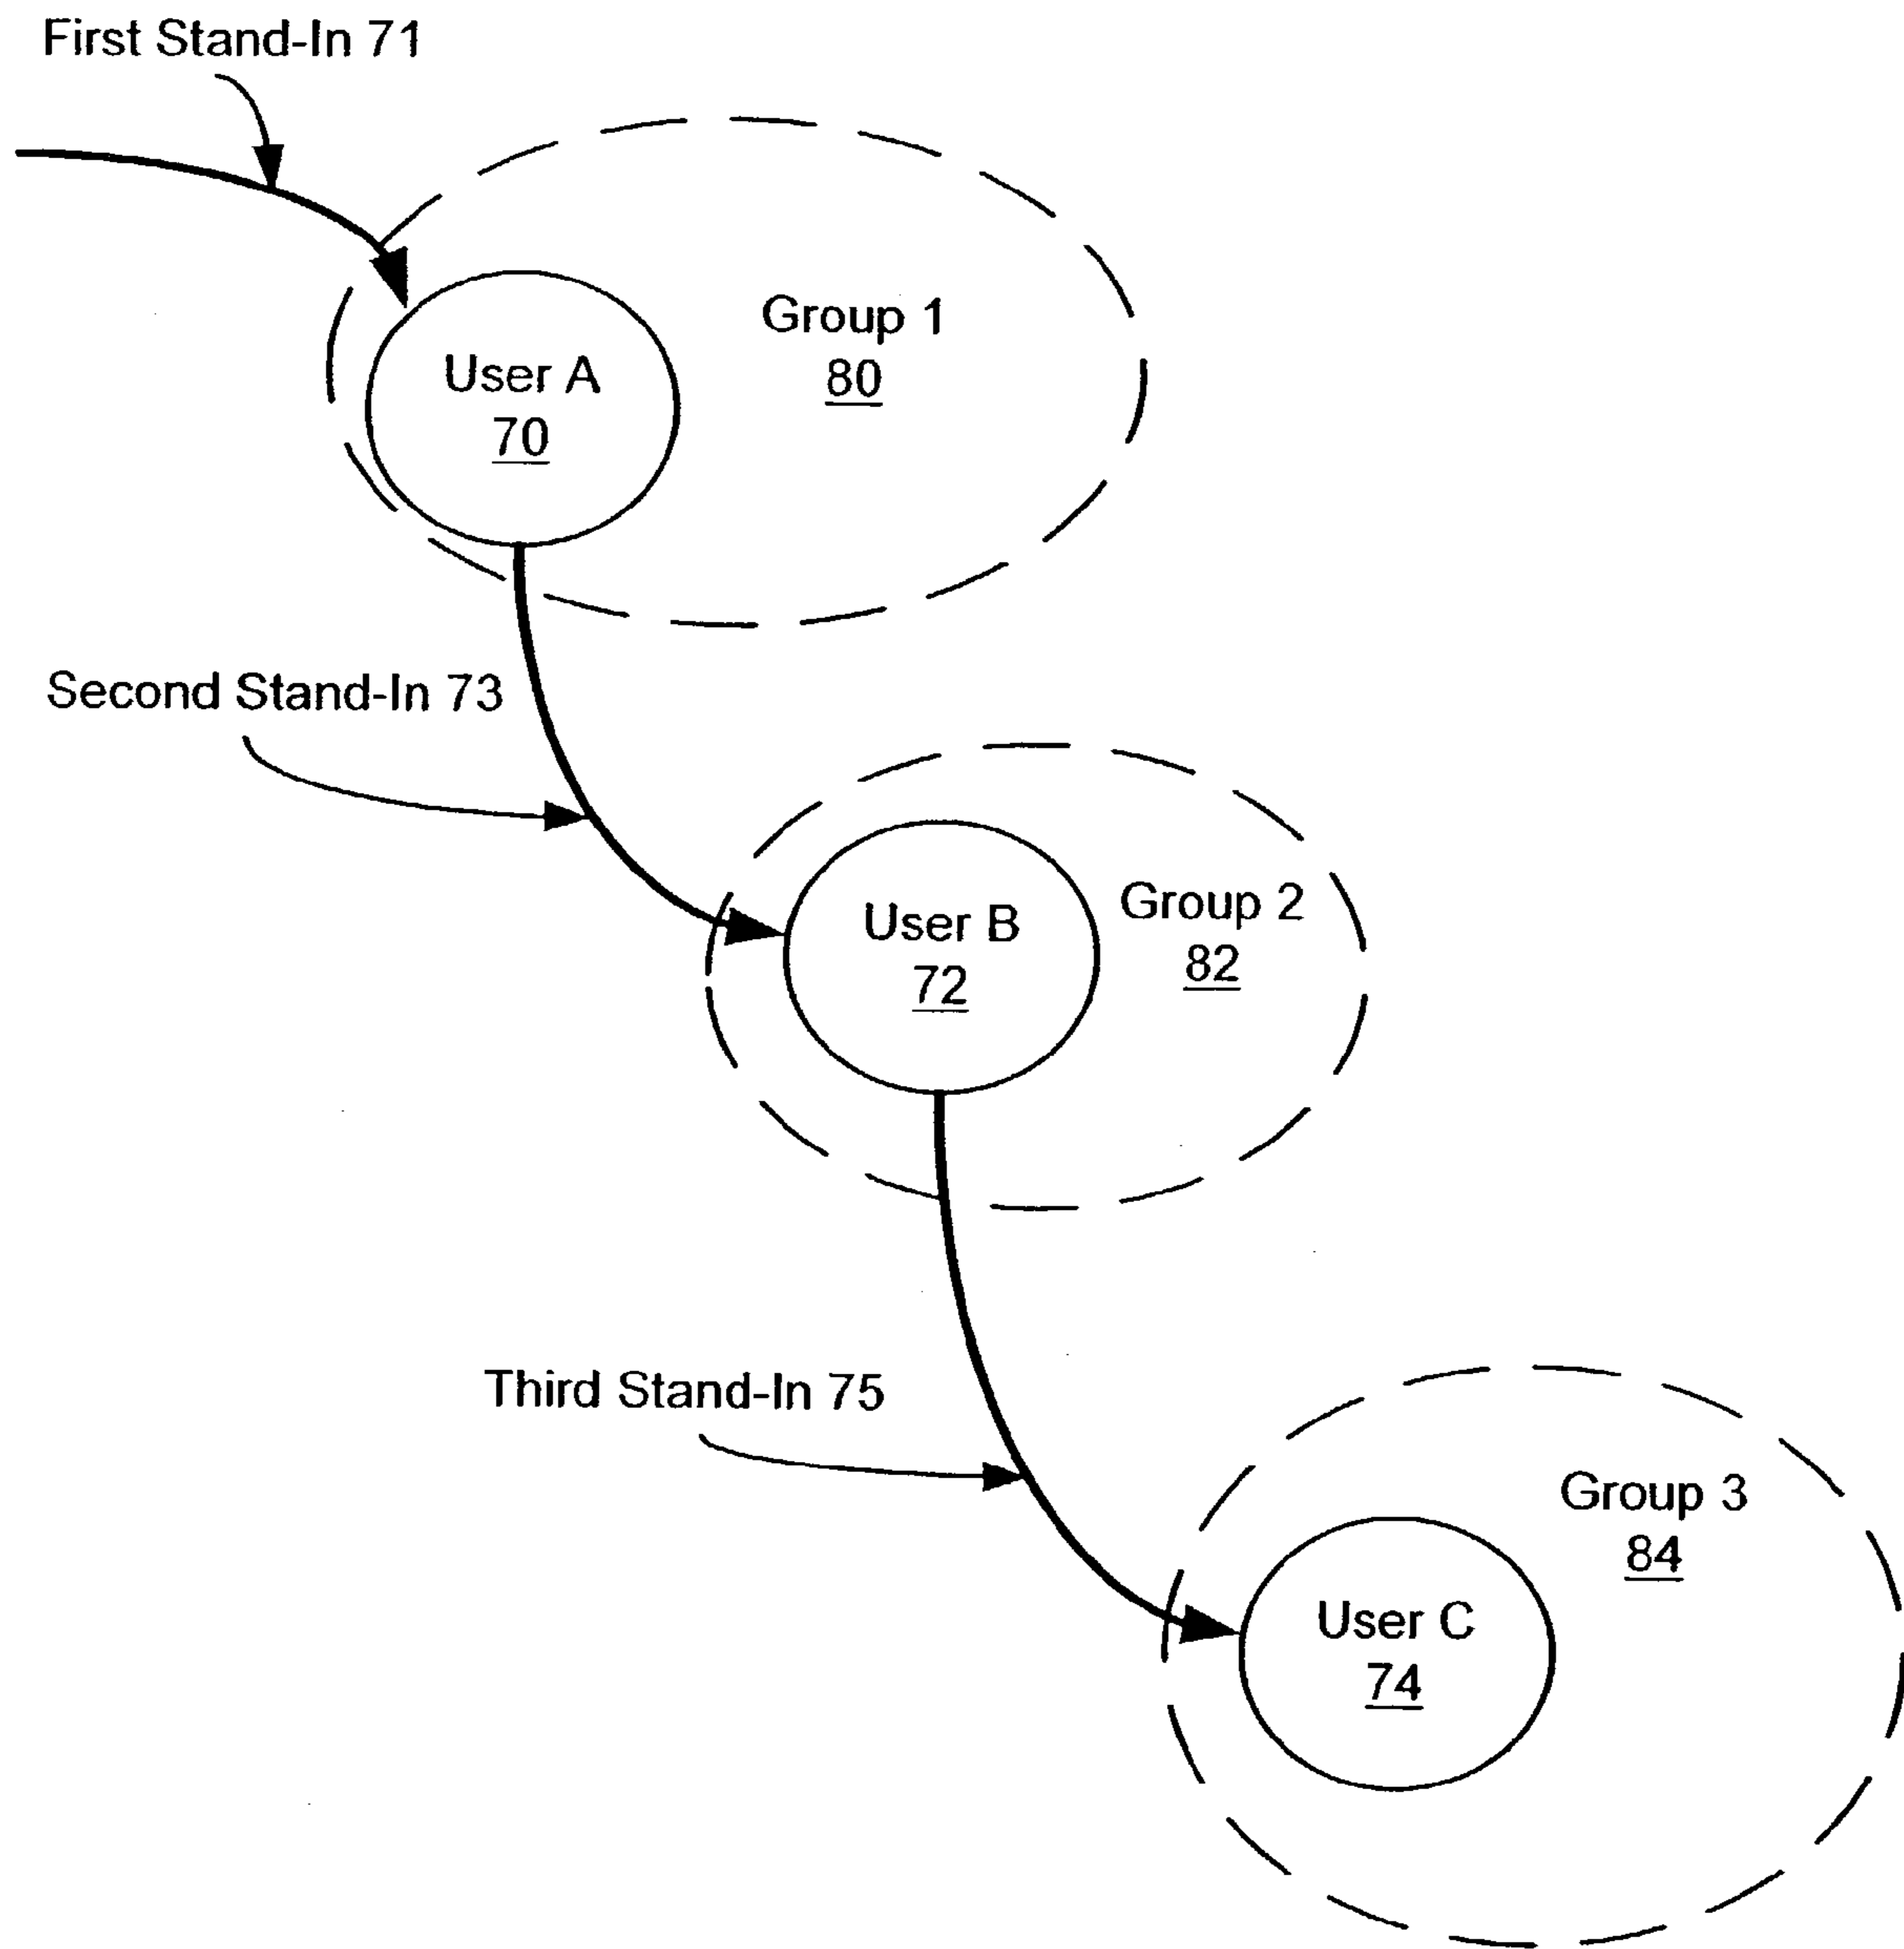 First Stand-In 71
Group 1
80
User A
70
Second Stand-In 73
Group 2
82
User B
72
Third Stand-In 75
Group 3
84
User C
74